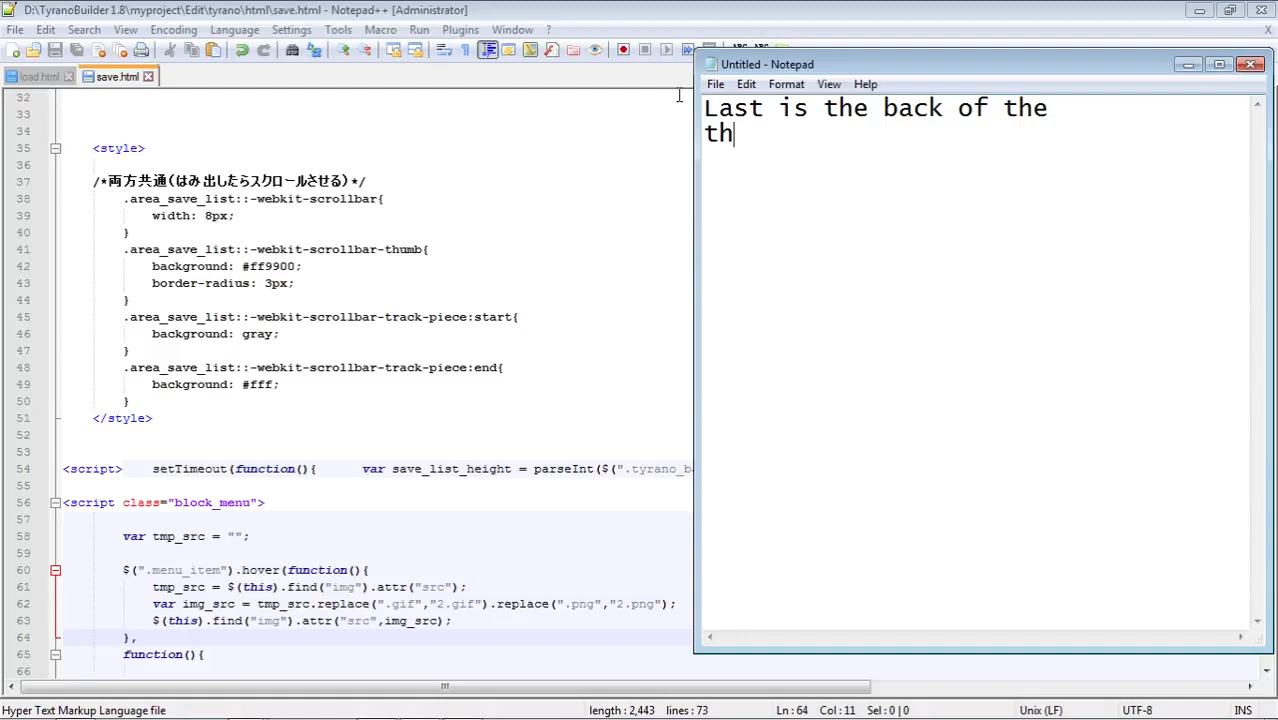 D:\TyranoBuilder 1.8\myproject\Edit\tyrano\html\save.html - Notepad++ [Administrator]
File Edit Search View Encoding Language Settings Tools Macro Run Plugins Window ?
load.html save.html
32
33
34
35 <style>
36
37 /*両方共通(はみ出したらスクロールさせる)*/
38 .area_save_list::-webkit-scrollbar{
39 width: 8px;
40 }
41 .area_save_list::-webkit-scrollbar-thumb{
42 background: #ff9900;
43 border-radius: 3px;
44 }
45 .area_save_list::-webkit-scrollbar-track-piece:start{
46 background: gray;
47 }
48 .area_save_list::-webkit-scrollbar-track-piece:end{
49 background: #fff;
50 }
51 </style>
52
53
54 <script> setTimeout(function(){ var save_list_height = parseInt($(".tyrano_b
55
56 <script class="block_menu">
57
58 var tmp_src = "";
59
60 $(".menu_item").hover(function(){
61 tmp_src = $(this).find("img").attr("src");
62 var img_src = tmp_src.replace(".gif","2.gif").replace(".png","2.png");
63 $(this).find("img").attr("src",img_src);
64 },
65 function(){
66
Hyper Text Markup Language file length : 2,443 lines : 73 Ln : 64 Col : 11 Sel : 0 | 0 Unix (LF) UTF-8 INS
Untitled - Notepad
File Edit Format View Help
Last is the back of the
th